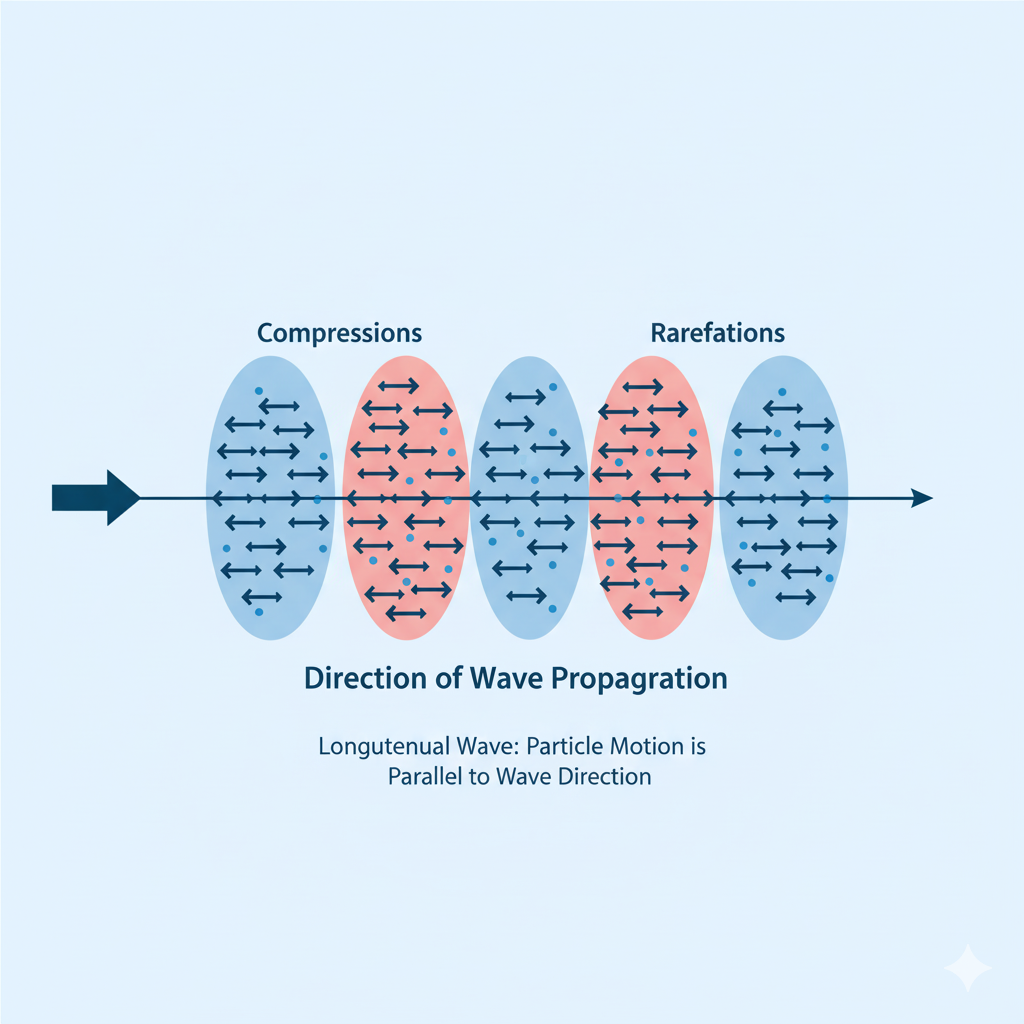 Compressions
Rarefations
Direction of Wave Propagration
Longutenual Wave: Particle Motion is
Parallel to Wave Direction